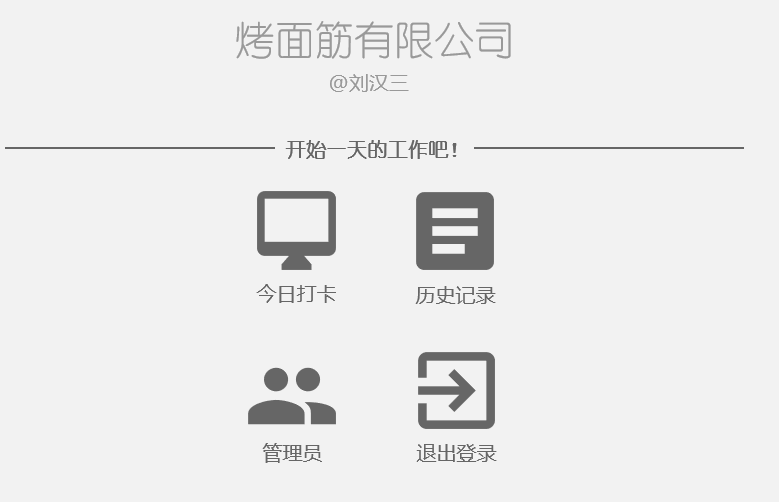 烤面筋有限公司
@刘汉三
开始一天的工作吧！
今日打卡
历史记录
管理员
退出登录